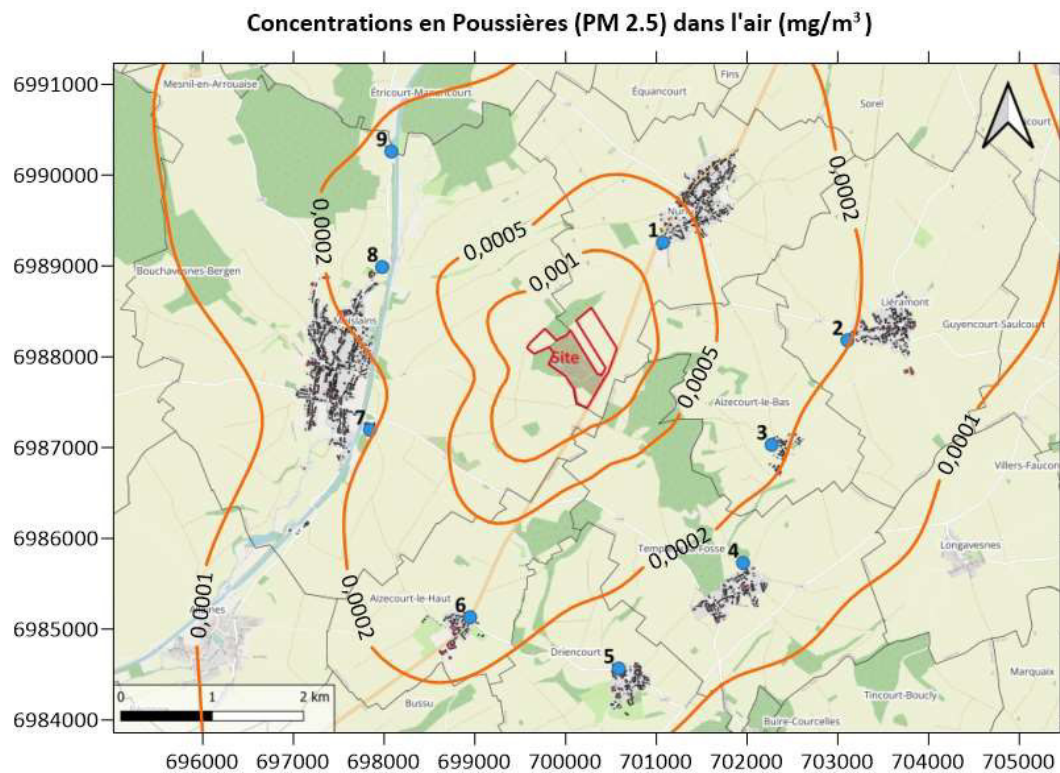 Concentrations en Poussières (PM 2.5) dans l'air (mg/m³)
6991000
6990000
6989000
6988000
6987000
6986000
6985000
6984000
Mesnil-en-Arrouaise
Fins
Étricourt-Manancourt
Équancourt
Sorel
9
0,0002
0,0002
0,0005
1
8
0,001
Bouchavesnes-Bergen
Liéramont
2
Guyencourt-Saulcourt
Site
0,0005
Aizecourt-le-Bas
7
3
0,0001
Villers-Faucon
0,0002
4
Longavesnes
0,0001
0,0002
Aizecourt-le-Haut
6
Driencourt
5
Marquaix
Tincourt-Boucly
Bussu
Buire-Courcelles
0 1 2 km
696000 697000 698000 699000 700000 701000 702000 703000 704000 705000